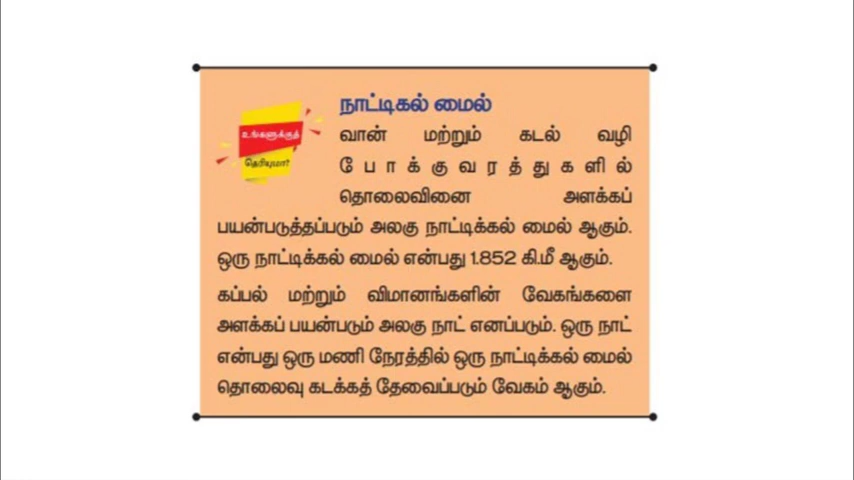 நாட்டிகல் மைல்
உங்களுக்குத்
தெரியுமா?
வான் மற்றும் கடல் வழி
போக்குவரத்துகளில்
தொலைவினை அளக்கப்
பயன்படுத்தப்படும் அலகு நாட்டிக்கல் மைல் ஆகும்.
ஒரு நாட்டிக்கல் மைல் என்பது 1.852 கி.மீ ஆகும்.
கப்பல் மற்றும் விமானங்களின் வேகங்களை
அளக்கப் பயன்படும் அலகு நாட் எனப்படும். ஒரு நாட்
என்பது ஒரு மணி நேரத்தில் ஒரு நாட்டிக்கல் மைல்
தொலைவு கடக்கத் தேவைப்படும் வேகம் ஆகும்.